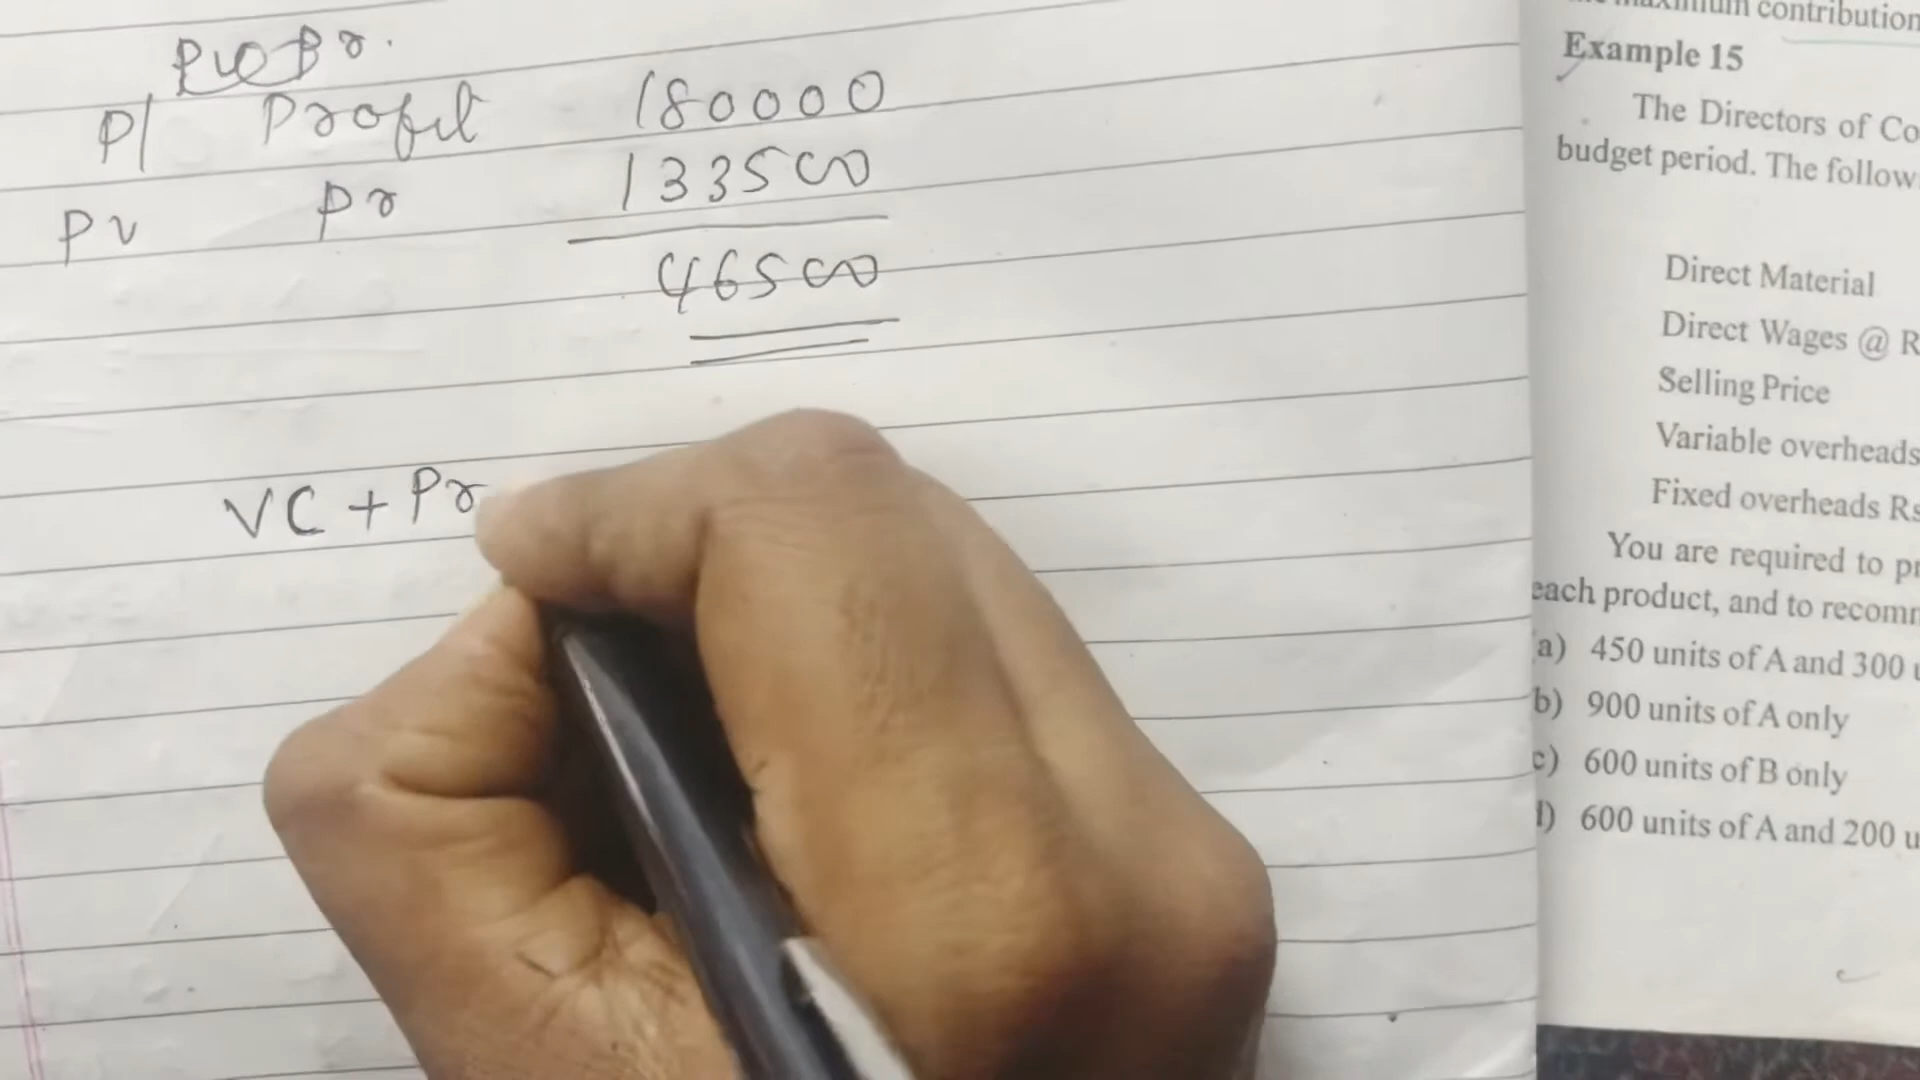 P/ Profit 180000
PV Pr 133500
46500
VC + Pr
maximum contribution
Example 15
The Directors of Co
budget period. The follow
Direct Material
Direct Wages @ R
Selling Price
Variable overheads
Fixed overheads Rs
You are required to pr
each product, and to recom
a) 450 units of A and 300 u
b) 900 units of A only
c) 600 units of B only
d) 600 units of A and 200 u